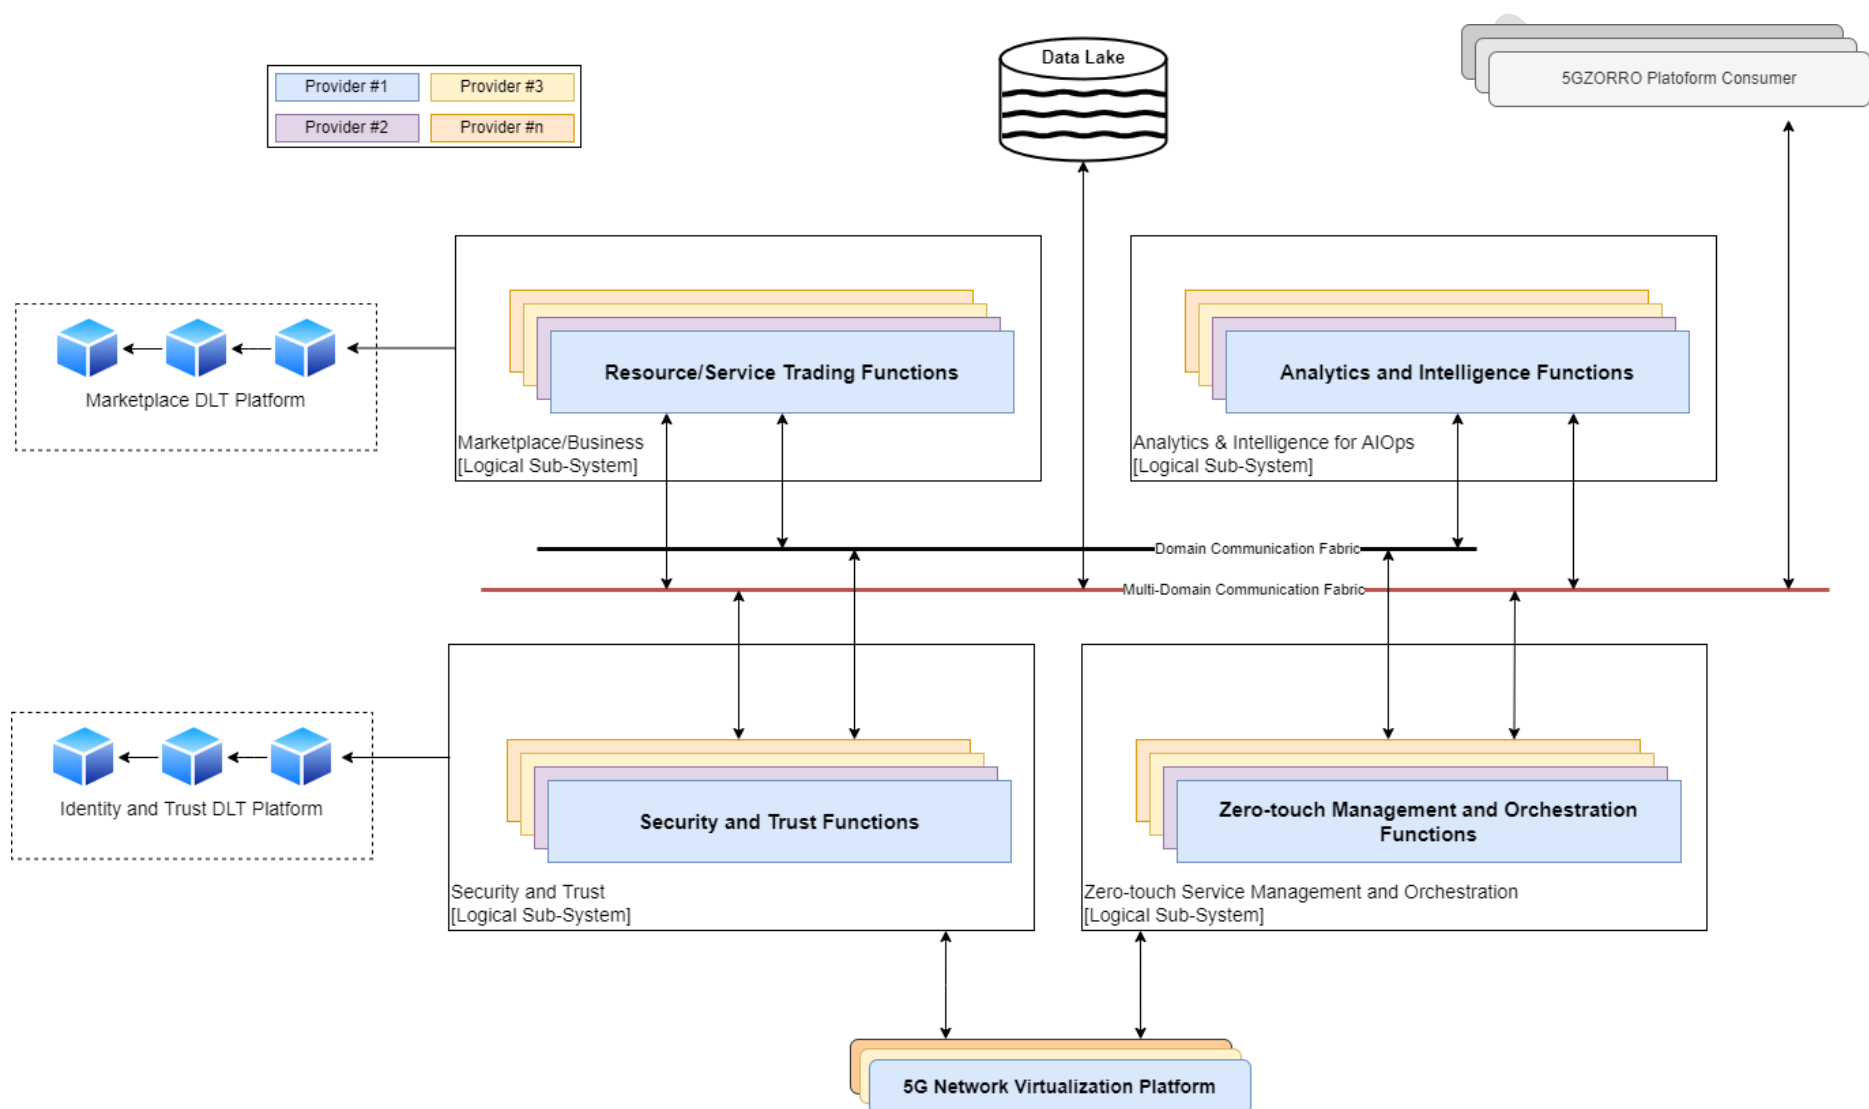 Data Lake
5GZORRO Platoform Consumer
Provider #1
Provider #3
Provider #2
Provider #n
Resource/Service Trading Functions
Analytics and Intelligence Functions
Marketplace DLT Platform
Marketplace/Business
[Logical Sub-System]
Analytics & Intelligence for AIOps
[Logical Sub-System]
Domain Communication Fabric
Multi-Domain Communication Fabric
Identity and Trust DLT Platform
Security and Trust Functions
Zero-touch Management and Orchestration
Functions
Security and Trust
[Logical Sub-System]
Zero-touch Service Management and Orchestration
[Logical Sub-System]
5G Network Virtualization Platform